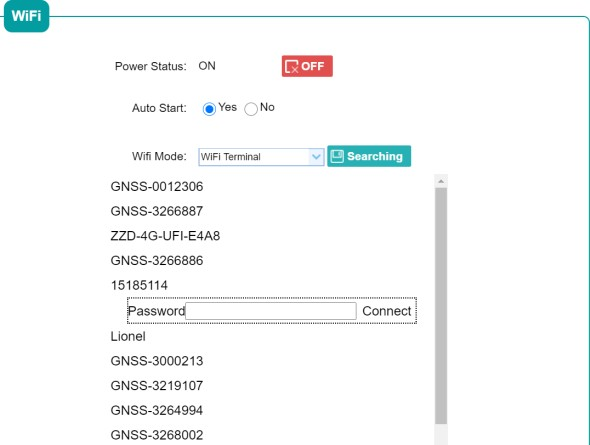 WiFi
Power Status: ON OFF
Auto Start: Yes No
Wifi Mode: WiFi Terminal Searching
GNSS-0012306
GNSS-3266887
ZZD-4G-UFI-E4A8
GNSS-3266886
15185114
Password Connect
Lionel
GNSS-3000213
GNSS-3219107
GNSS-3264994
GNSS-3268002